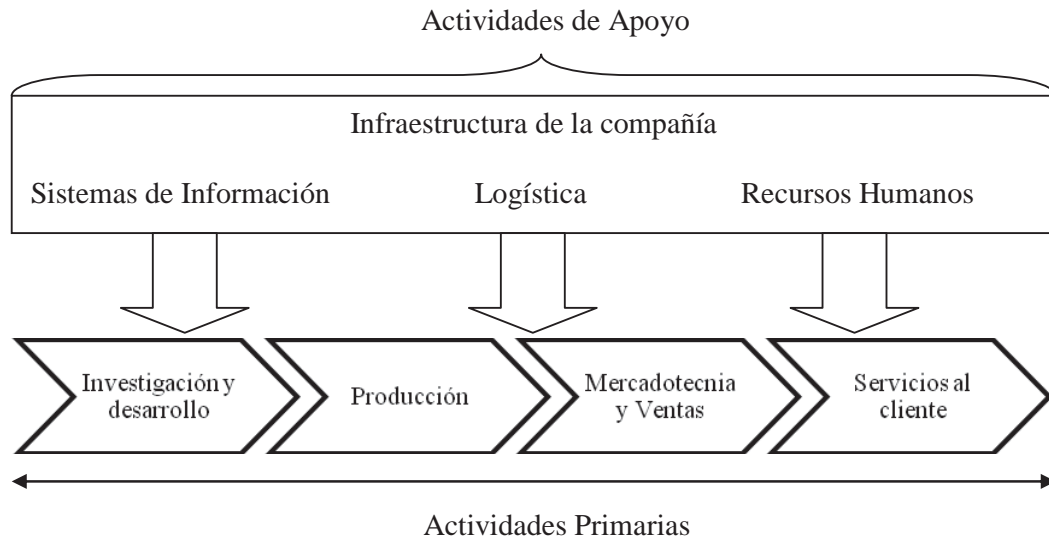 Actividades de Apoyo
Infraestructura de la compañía
Sistemas de Información Logística Recursos Humanos
Investigación y
desarrollo
Producción
Mercadotecnia
y Ventas
Servicios al
cliente
Actividades Primarias